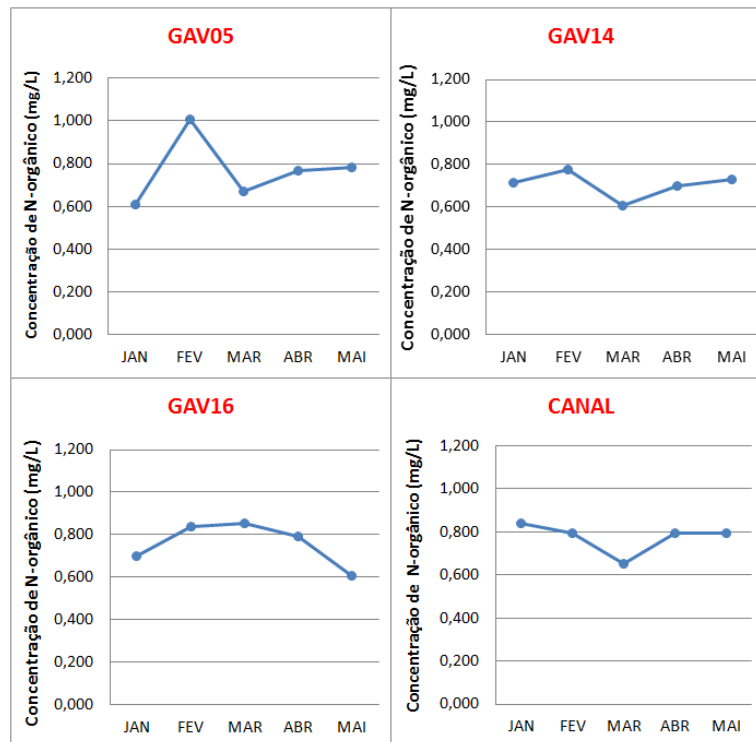 GAV05
Concentração de N-orgânico (mg/L)
1,200
1,000
0,800
0,600
0,400
0,200
0,000
JAN FEV MAR ABR MAI
GAV14
Concentração de N-orgânico (mg/L)
1,200
1,000
0,800
0,600
0,400
0,200
0,000
JAN FEV MAR ABR MAI
GAV16
Concentração de N-orgânico (mg/L)
1,200
1,000
0,800
0,600
0,400
0,200
0,000
JAN FEV MAR ABR MAI
CANAL
Concentração de N-orgânico (mg/L)
1,200
1,000
0,800
0,600
0,400
0,200
0,000
JAN FEV MAR ABR MAI